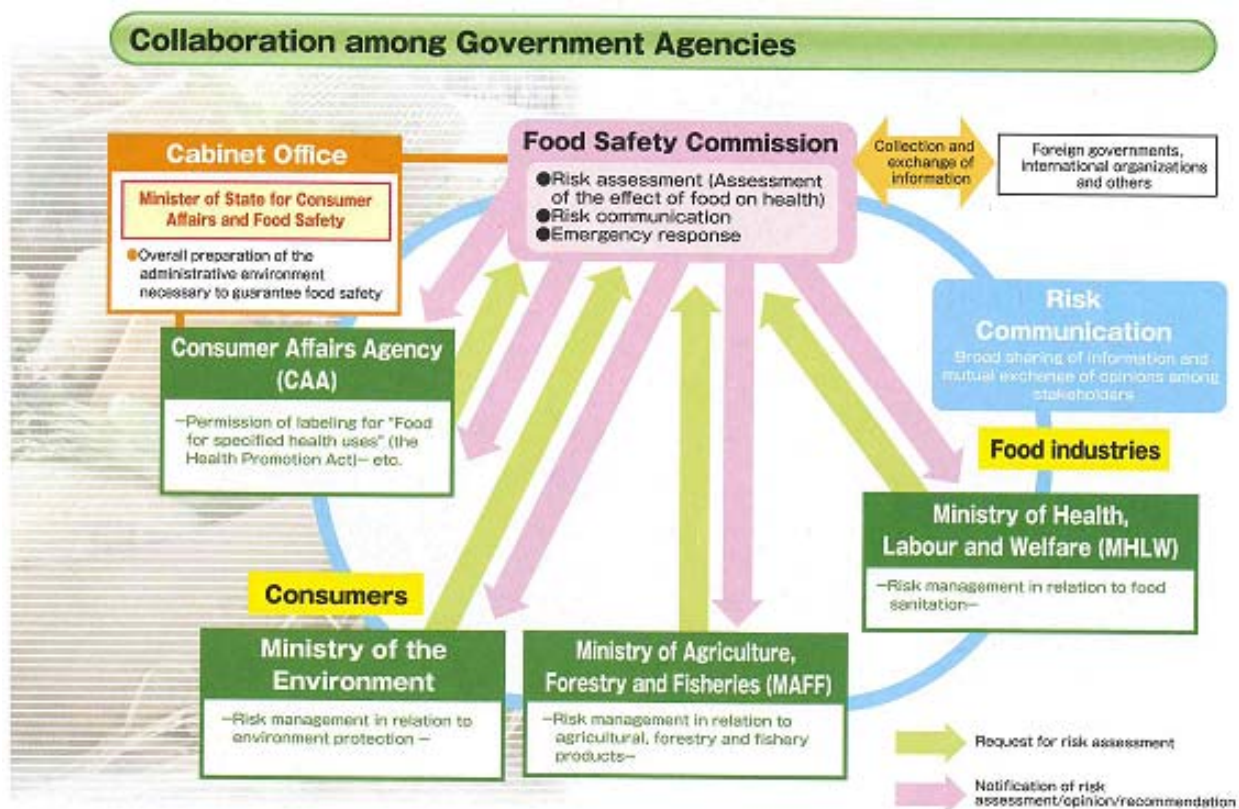 Collaboration among Government Agencies
Cabinet Office
Minister of State for Consumer
Affairs and Food Safety
●Overall preparation of the
administrative environment
necessary to guarantee food safety
Food Safety Commission
●Risk assessment (Assessment
of the effect of food on health)
●Risk communication
●Emergency response
Collection and
exchange of
information
Foreign governments,
international organizations
and others
Risk
Communication
Broad sharing of information and
mutual exchange of opinions among
stakeholders
Consumer Affairs Agency
(CAA)
−Permission of labeling for "Food
for specified health uses" (the
Health Promotion Act)− etc.
Food industries
Ministry of Health,
Labour and Welfare (MHLW)
−Risk management in relation to food
sanitation−
Consumers
Ministry of the
Environment
−Risk management in relation to
environment protection −
Ministry of Agriculture,
Forestry and Fisheries (MAFF)
−Risk management in relation to
agricultural, forestry and fishery
products−
Request for risk assessment
Notification of risk
assessment/opinion/recommendation